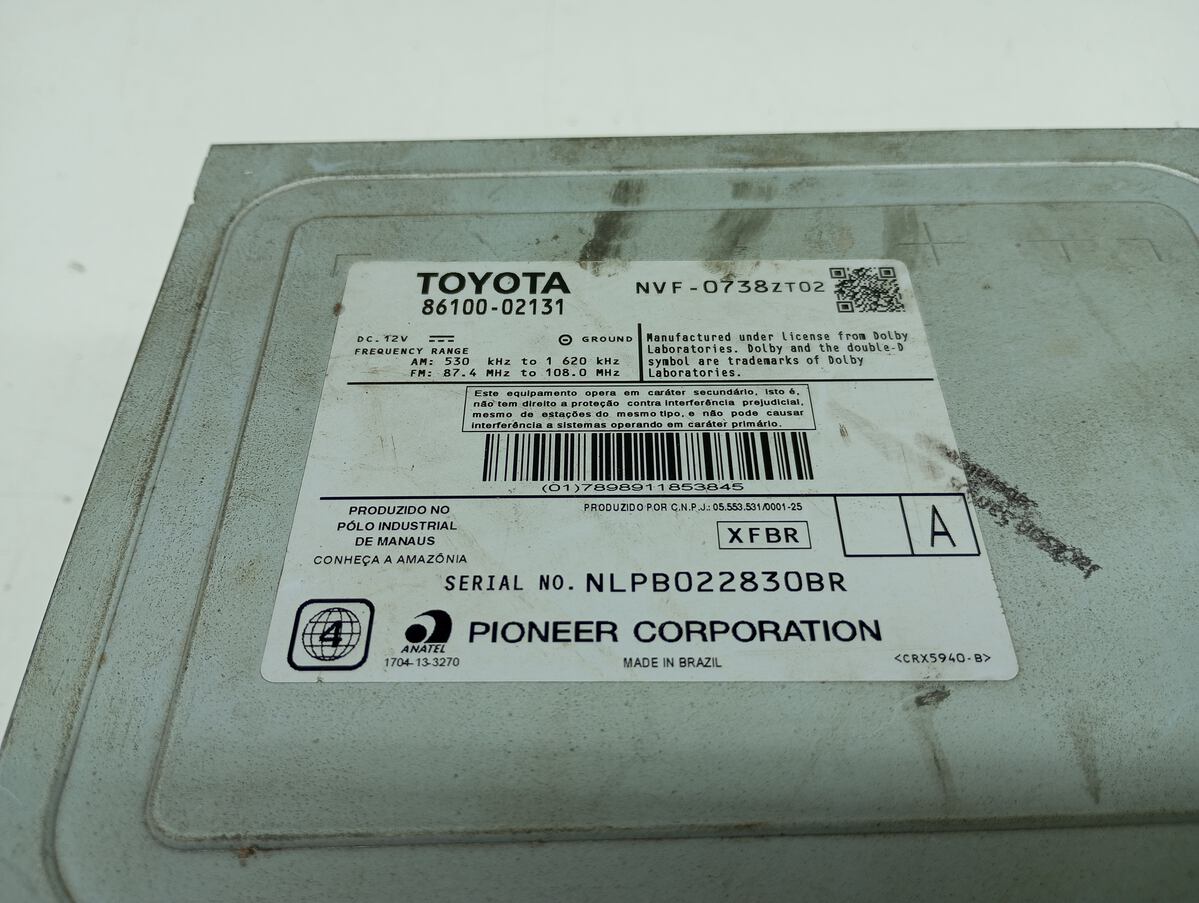 TOYOTA
86100-02131
NVF-0738ZT02
DC.12V GROUND
FREQUENCY RANGE
AM: 530 kHz to 1 620 kHz
FM: 87.4 MHz to 108.0 MHz
Manufactured under license from Dolby
Laboratories. Dolby and the double-D
symbol are trademarks of Dolby
Laboratories.
Este equipamento opera em caráter secundário, isto é,
não tem direito a proteção contra interferência prejudicial,
mesmo de estações do mesmo tipo, e não pode causar
interferência a sistemas operando em caráter primário.
(01)7898911853845
PRODUZIDO NO
PÓLO INDUSTRIAL
DE MANAUS
CONHEÇA A AMAZÔNIA
PRODUZIDO POR C.N.P.J.: 05.553.531/0001-25
XFBR
A
SERIAL NO. NLPB022830BR
4
ANATEL
1704-13-3270
PIONEER CORPORATION
MADE IN BRAZIL
<CRX5940-B>